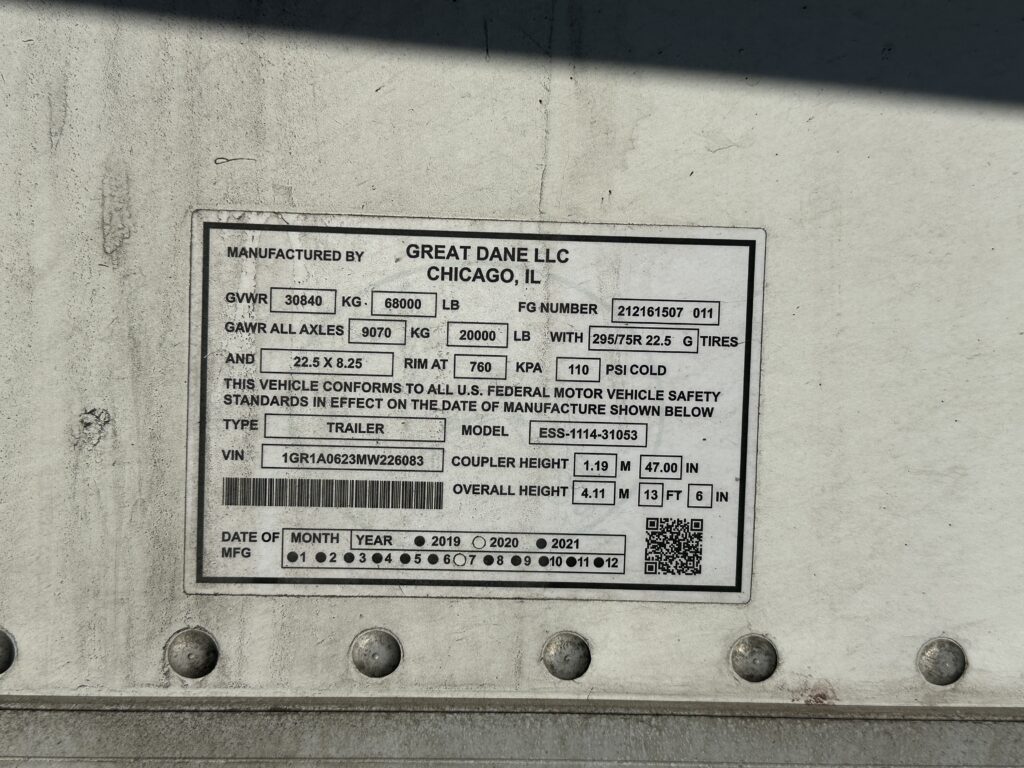 MANUFACTURED BY GREAT DANE LLC
CHICAGO, IL
GVWR 30840 KG 68000 LB FG NUMBER 212161507 011
GAWR ALL AXLES 9070 KG 20000 LB WITH 295/75R 22.5 G TIRES
AND 22.5 X 8.25 RIM AT 760 KPA 110 PSI COLD
THIS VEHICLE CONFORMS TO ALL U.S. FEDERAL MOTOR VEHICLE SAFETY
STANDARDS IN EFFECT ON THE DATE OF MANUFACTURE SHOWN BELOW
TYPE TRAILER MODEL ESS-1114-31053
VIN 1GR1A0623MW226083 COUPLER HEIGHT 1.19 M 47.00 IN
OVERALL HEIGHT 4.11 M 13 FT 6 IN
DATE OF MFG MONTH YEAR 2019 2020 2021
1 2 3 4 5 6 7 8 9 10 11 12